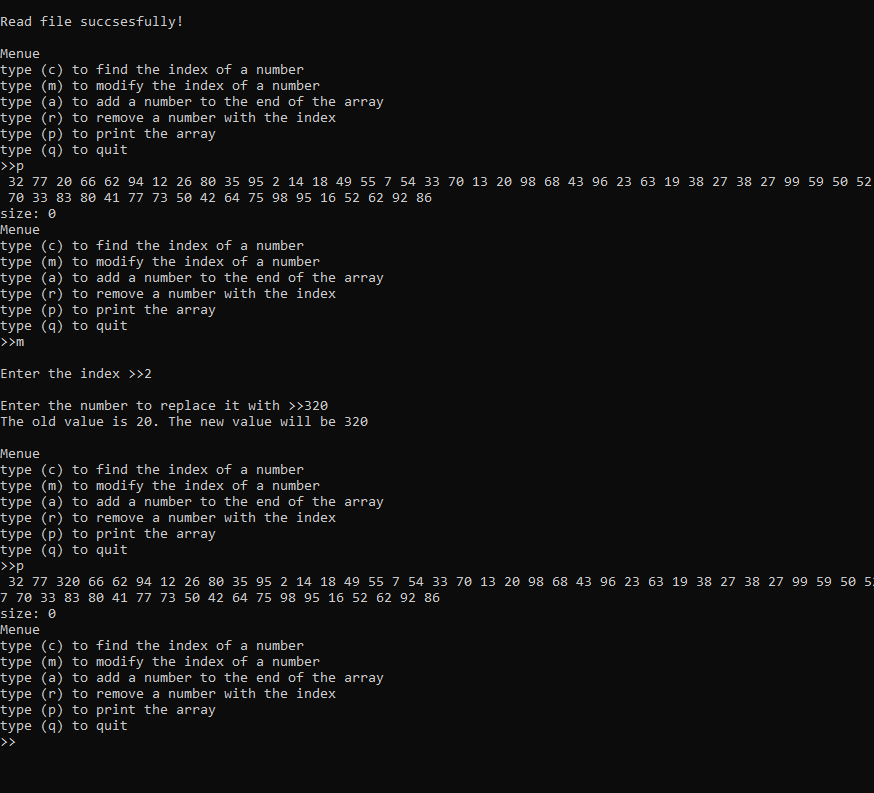 Read file succsesfully!
Menue
type (c) to find the index of a number
type (m) to modify the index of a number
type (a) to add a number to the end of the array
type (r) to remove a number with the index
type (p) to print the array
type (q) to quit
>>p
32 77 20 66 62 94 12 26 80 35 95 2 14 18 49 55 7 54 33 70 13 20 98 68 43 96 23 63 19 38 27 38 27 99 59 50 52
70 33 83 80 41 77 73 50 42 64 75 98 95 16 52 62 92 86
size: 0
Menue
type (c) to find the index of a number
type (m) to modify the index of a number
type (a) to add a number to the end of the array
type (r) to remove a number with the index
type (p) to print the array
type (q) to quit
>>m
Enter the index >>2
Enter the number to replace it with >>320
The old value is 20. The new value will be 320
Menue
type (c) to find the index of a number
type (m) to modify the index of a number
type (a) to add a number to the end of the array
type (r) to remove a number with the index
type (p) to print the array
type (q) to quit
>>p
32 77 320 66 62 94 12 26 80 35 95 2 14 18 49 55 7 54 33 70 13 20 98 68 43 96 23 63 19 38 27 38 27 99 59 50 52
7 70 33 83 80 41 77 73 50 42 64 75 98 95 16 52 62 92 86
size: 0
Menue
type (c) to find the index of a number
type (m) to modify the index of a number
type (a) to add a number to the end of the array
type (r) to remove a number with the index
type (p) to print the array
type (q) to quit
>>